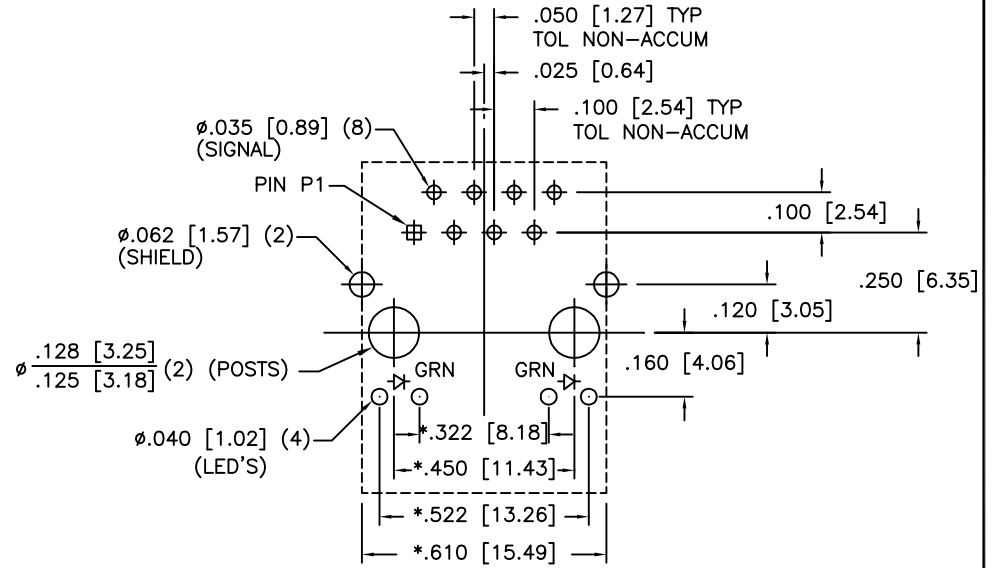 .050 [1.27] TYP
TOL NON-ACCUM
.025 [0.64]
.100 [2.54] TYP
TOL NON-ACCUM
ø.035 [0.89] (8)
(SIGNAL)
PIN P1
.100 [2.54]
ø.062 [1.57] (2)
(SHIELD)
.250 [6.35]
.120 [3.05]
ø .128 [3.25]
.125 [3.18] (2) (POSTS)
GRN
GRN
.160 [4.06]
ø.040 [1.02] (4)
(LED'S)
*.322 [8.18]
*.450 [11.43]
*.522 [13.26]
*.610 [15.49]